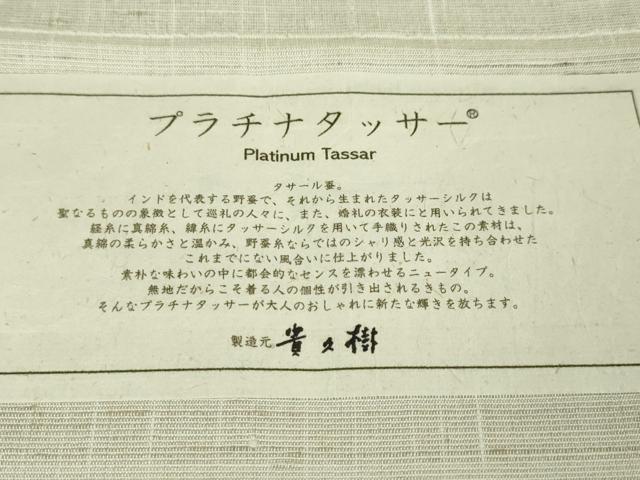 プラチナタッサー®
Platinum Tassar
タサール蚕。
インドを代表する野蚕で、それから生まれたタッサーシルクは
聖なるものの象徴として巡礼の人々に、また、婚礼の衣装にと用いられてきました。
経糸に真綿糸、緯糸にタッサーシルクを用いて手織りされたこの素材は、
真綿の柔らかさと温かみ、野蚕糸ならではのシャリ感と光沢を持ち合わせた
これまでにない風合いに仕上がりました。
素朴な味わいの中に都会的なセンスを漂わせるニュータイプ。
無地だからこそ着る人の個性が引き出されるきもの。
そんなプラチナタッサーが大人のおしゃれに新たな輝きを放ちます。
製造元 貴久樹